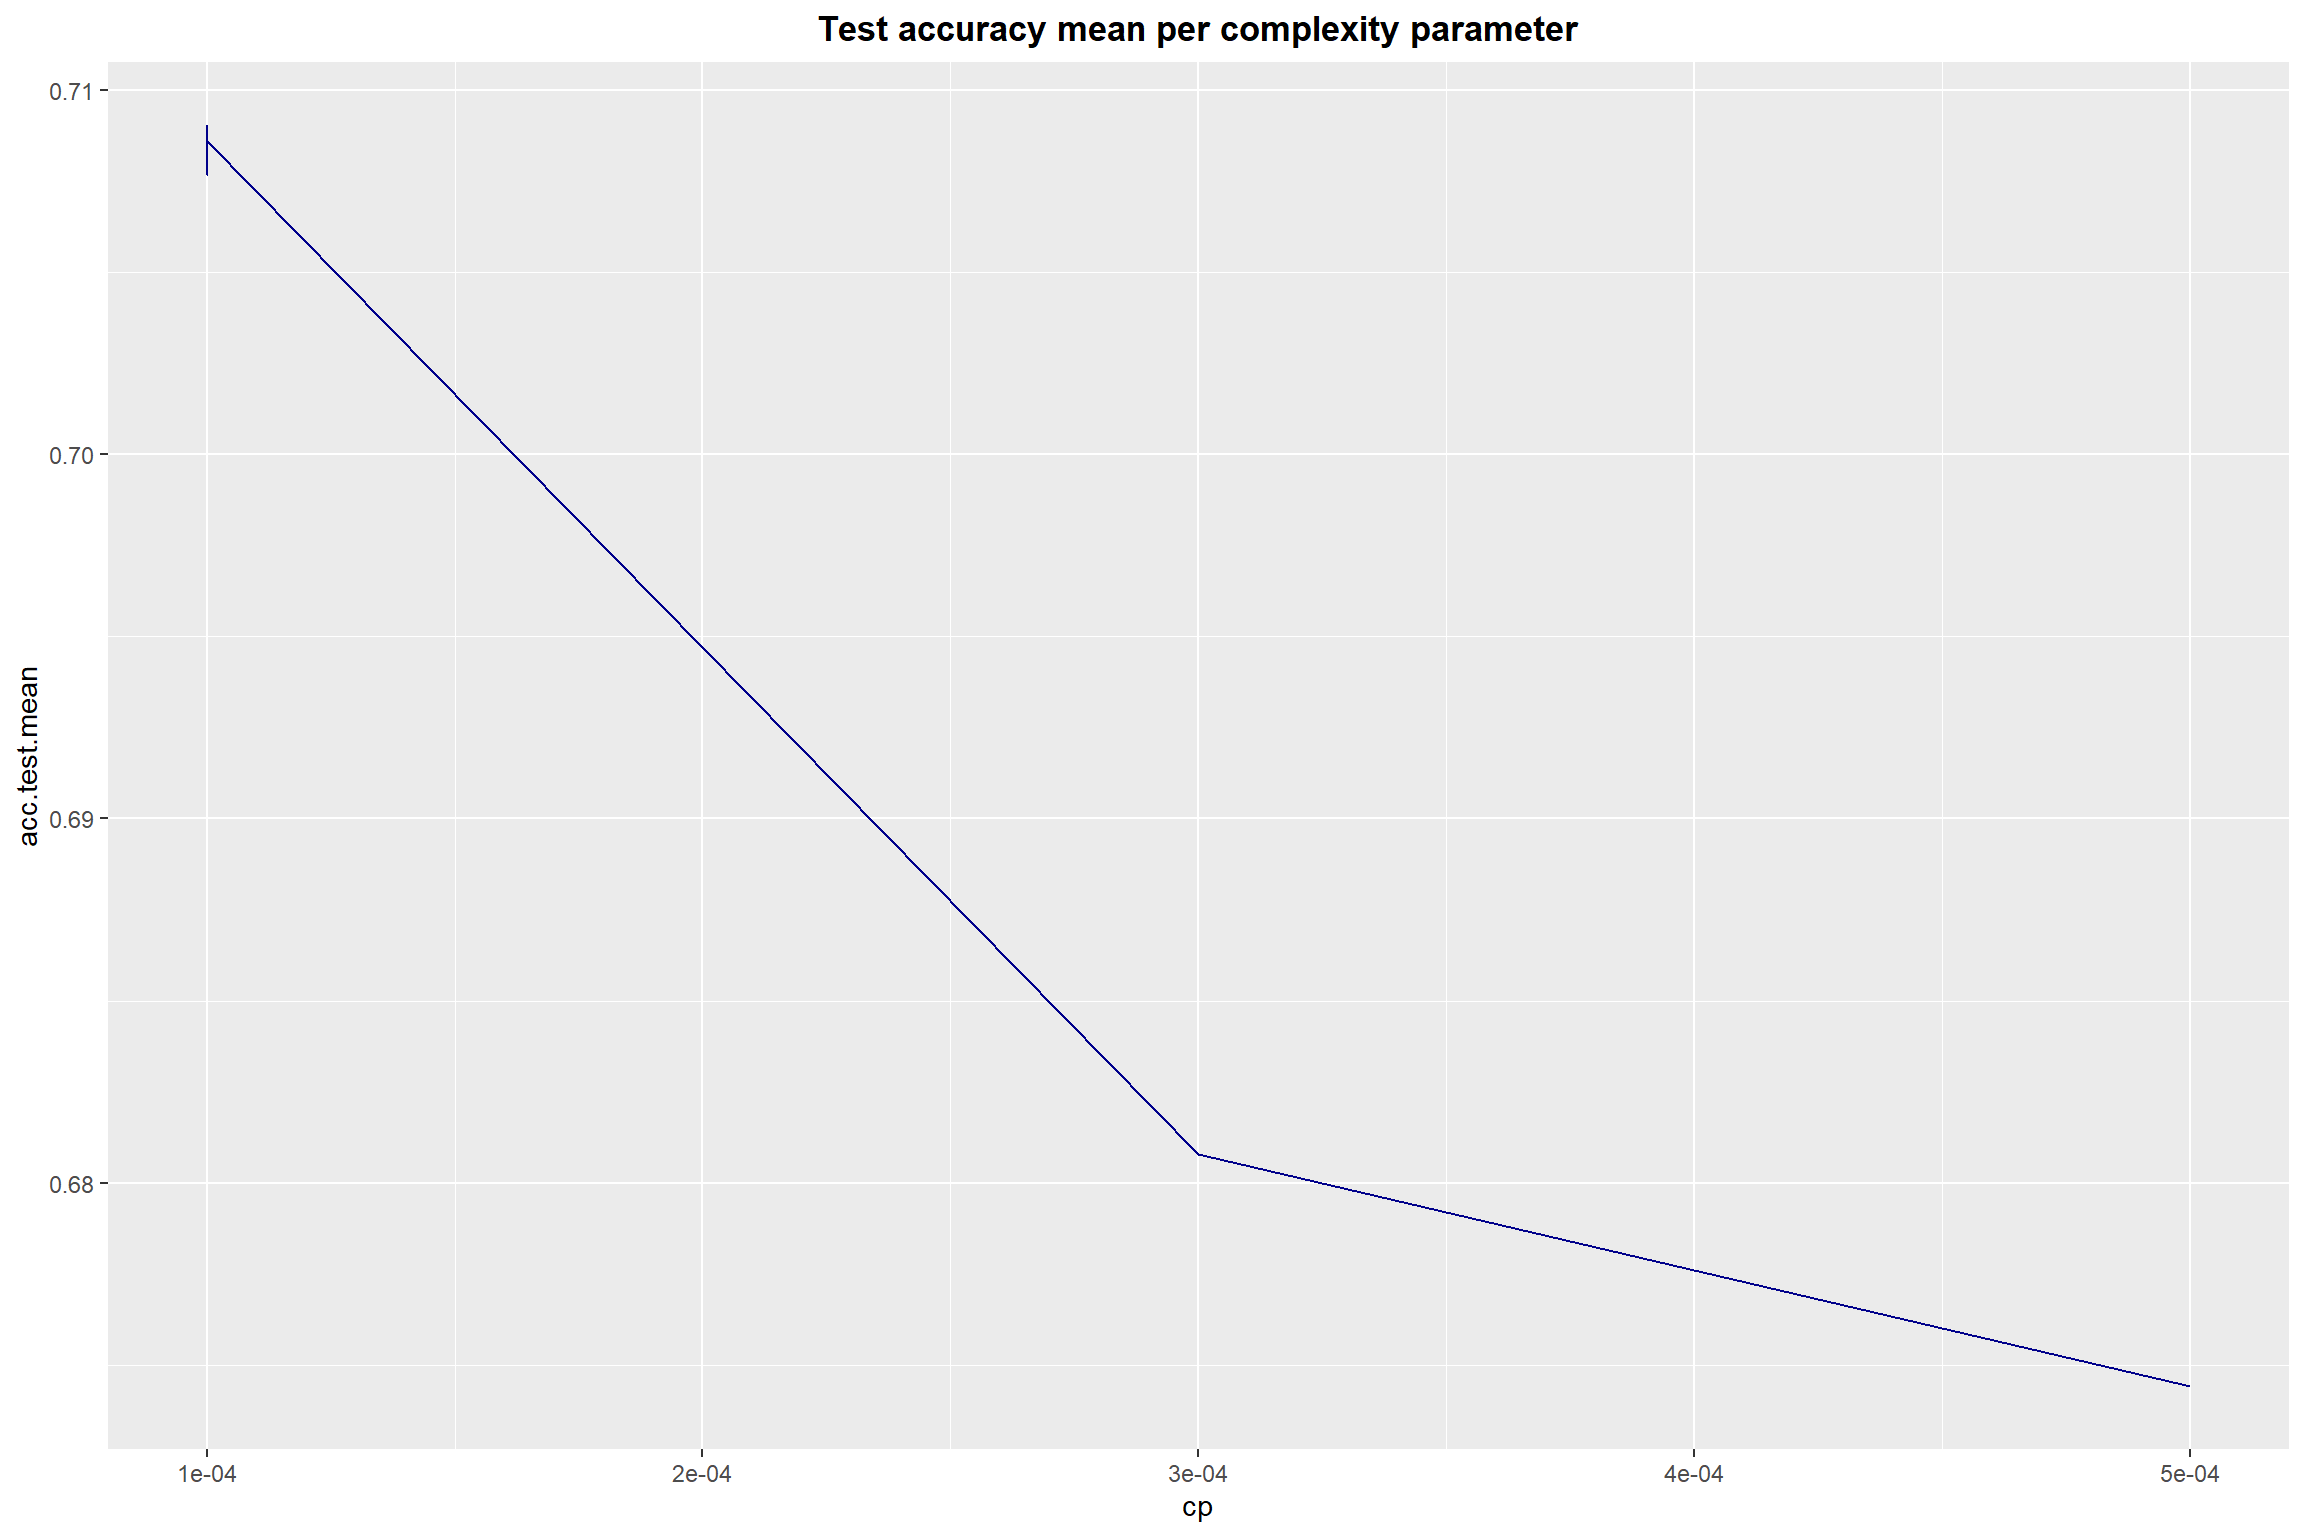 Test accuracy mean per complexity parameter
0.71
0.70
0.69
0.68
acc.test.mean
1e-04 2e-04 3e-04 4e-04 5e-04
cp